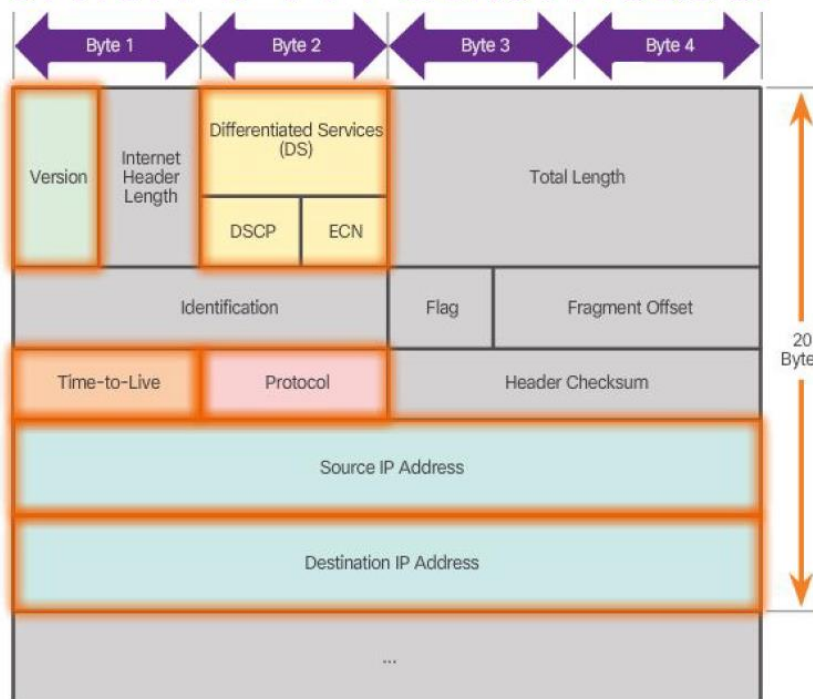 Byte 1 Byte 2 Byte 3 Byte 4
Version
Internet
Header
Length
Differentiated Services
(DS)
DSCP ECN
Total Length
Identification Flag Fragment Offset
Time-to-Live Protocol Header Checksum
Source IP Address
Destination IP Address
...
20
Byte